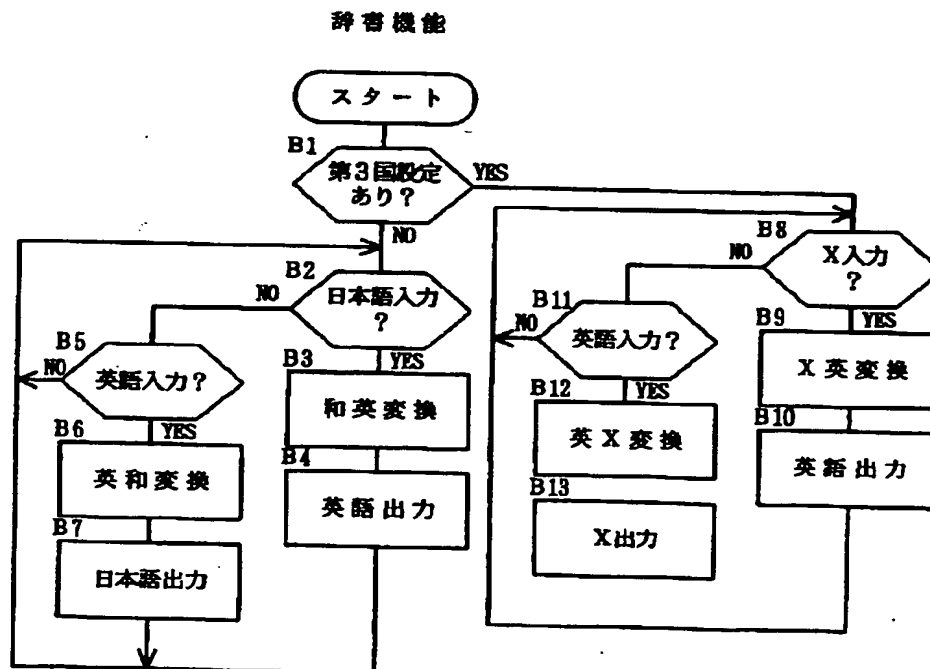 辞書機能
スタート
B1
第3国設定
あり?
YES
NO
B2
日本語入力
?
NO
YES
B5
英語入力?
NO
YES
B6
英和変換
B7
日本語出力
B3
和英変換
B4
英語出力
B8
X入力
?
NO
YES
B11
英語入力?
NO
YES
B12
英X変換
B13
X出力
B9
X英変換
B10
英語出力